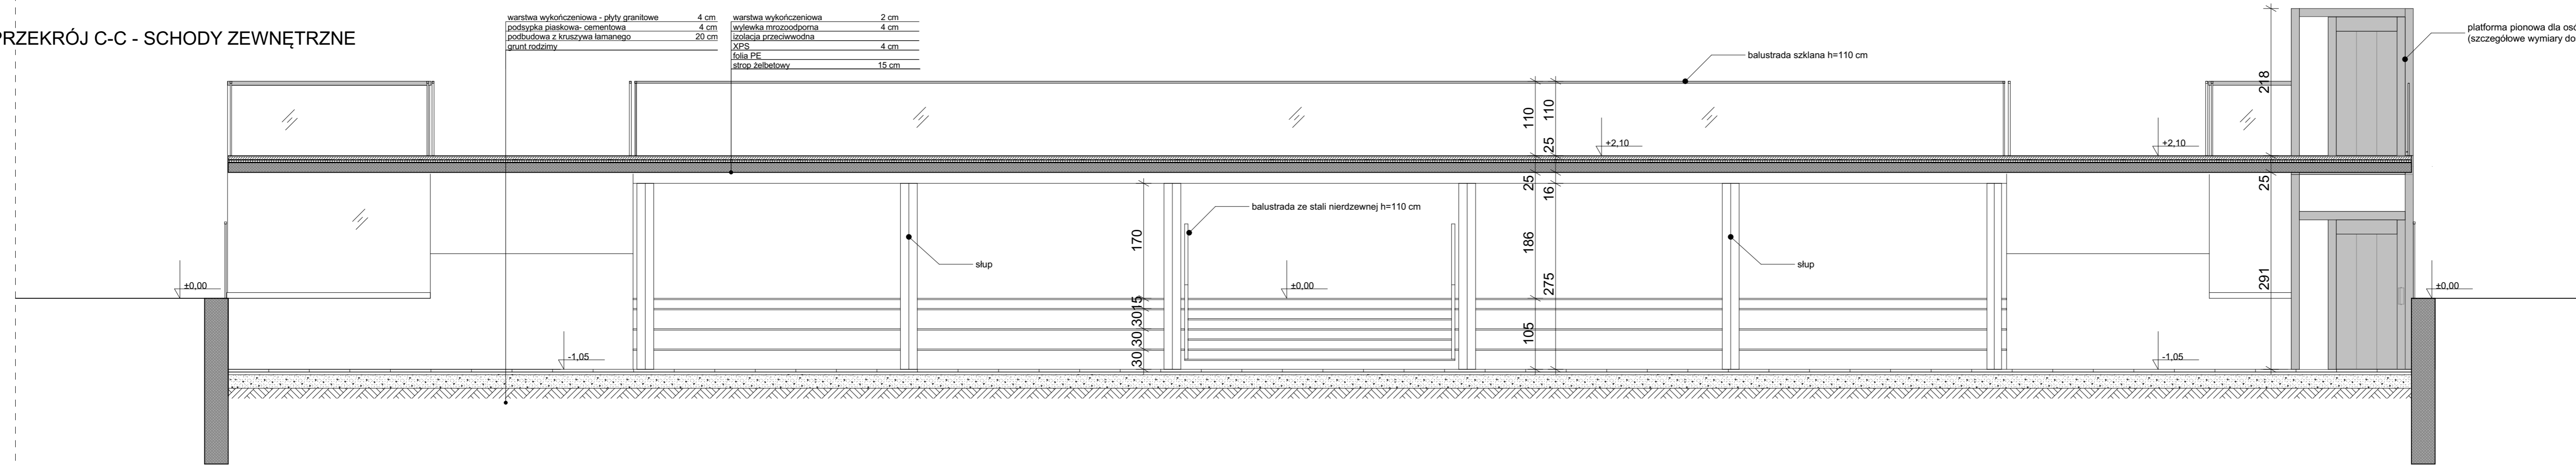 PRZEKRÓJ C-C - SCHODY ZEWNĘTRZNE
warstwa wykończeniowa - płyty granitowe 4 cm
podsypka piaskowa- cementowa 4 cm
podbudowa z kruszywa łamanego 20 cm
grunt rodzimy
warstwa wykończeniowa 2 cm
wylewka mrozoodporna 4 cm
izolacja przeciwwodna
XPS 4 cm
folia PE
strop żelbetowy 15 cm
balustrada szklana h=110 cm
platforma pionowa dla
(szczegółowe wymiary do
218
110
110
25
+2,10
+2,10
25
16
25
balustrada ze stali nierdzewnej h=110 cm
170
186
słup
słup
275
291
±0,00
±0,00
±0,00
15
30
30
30
105
-1,05
-1,05